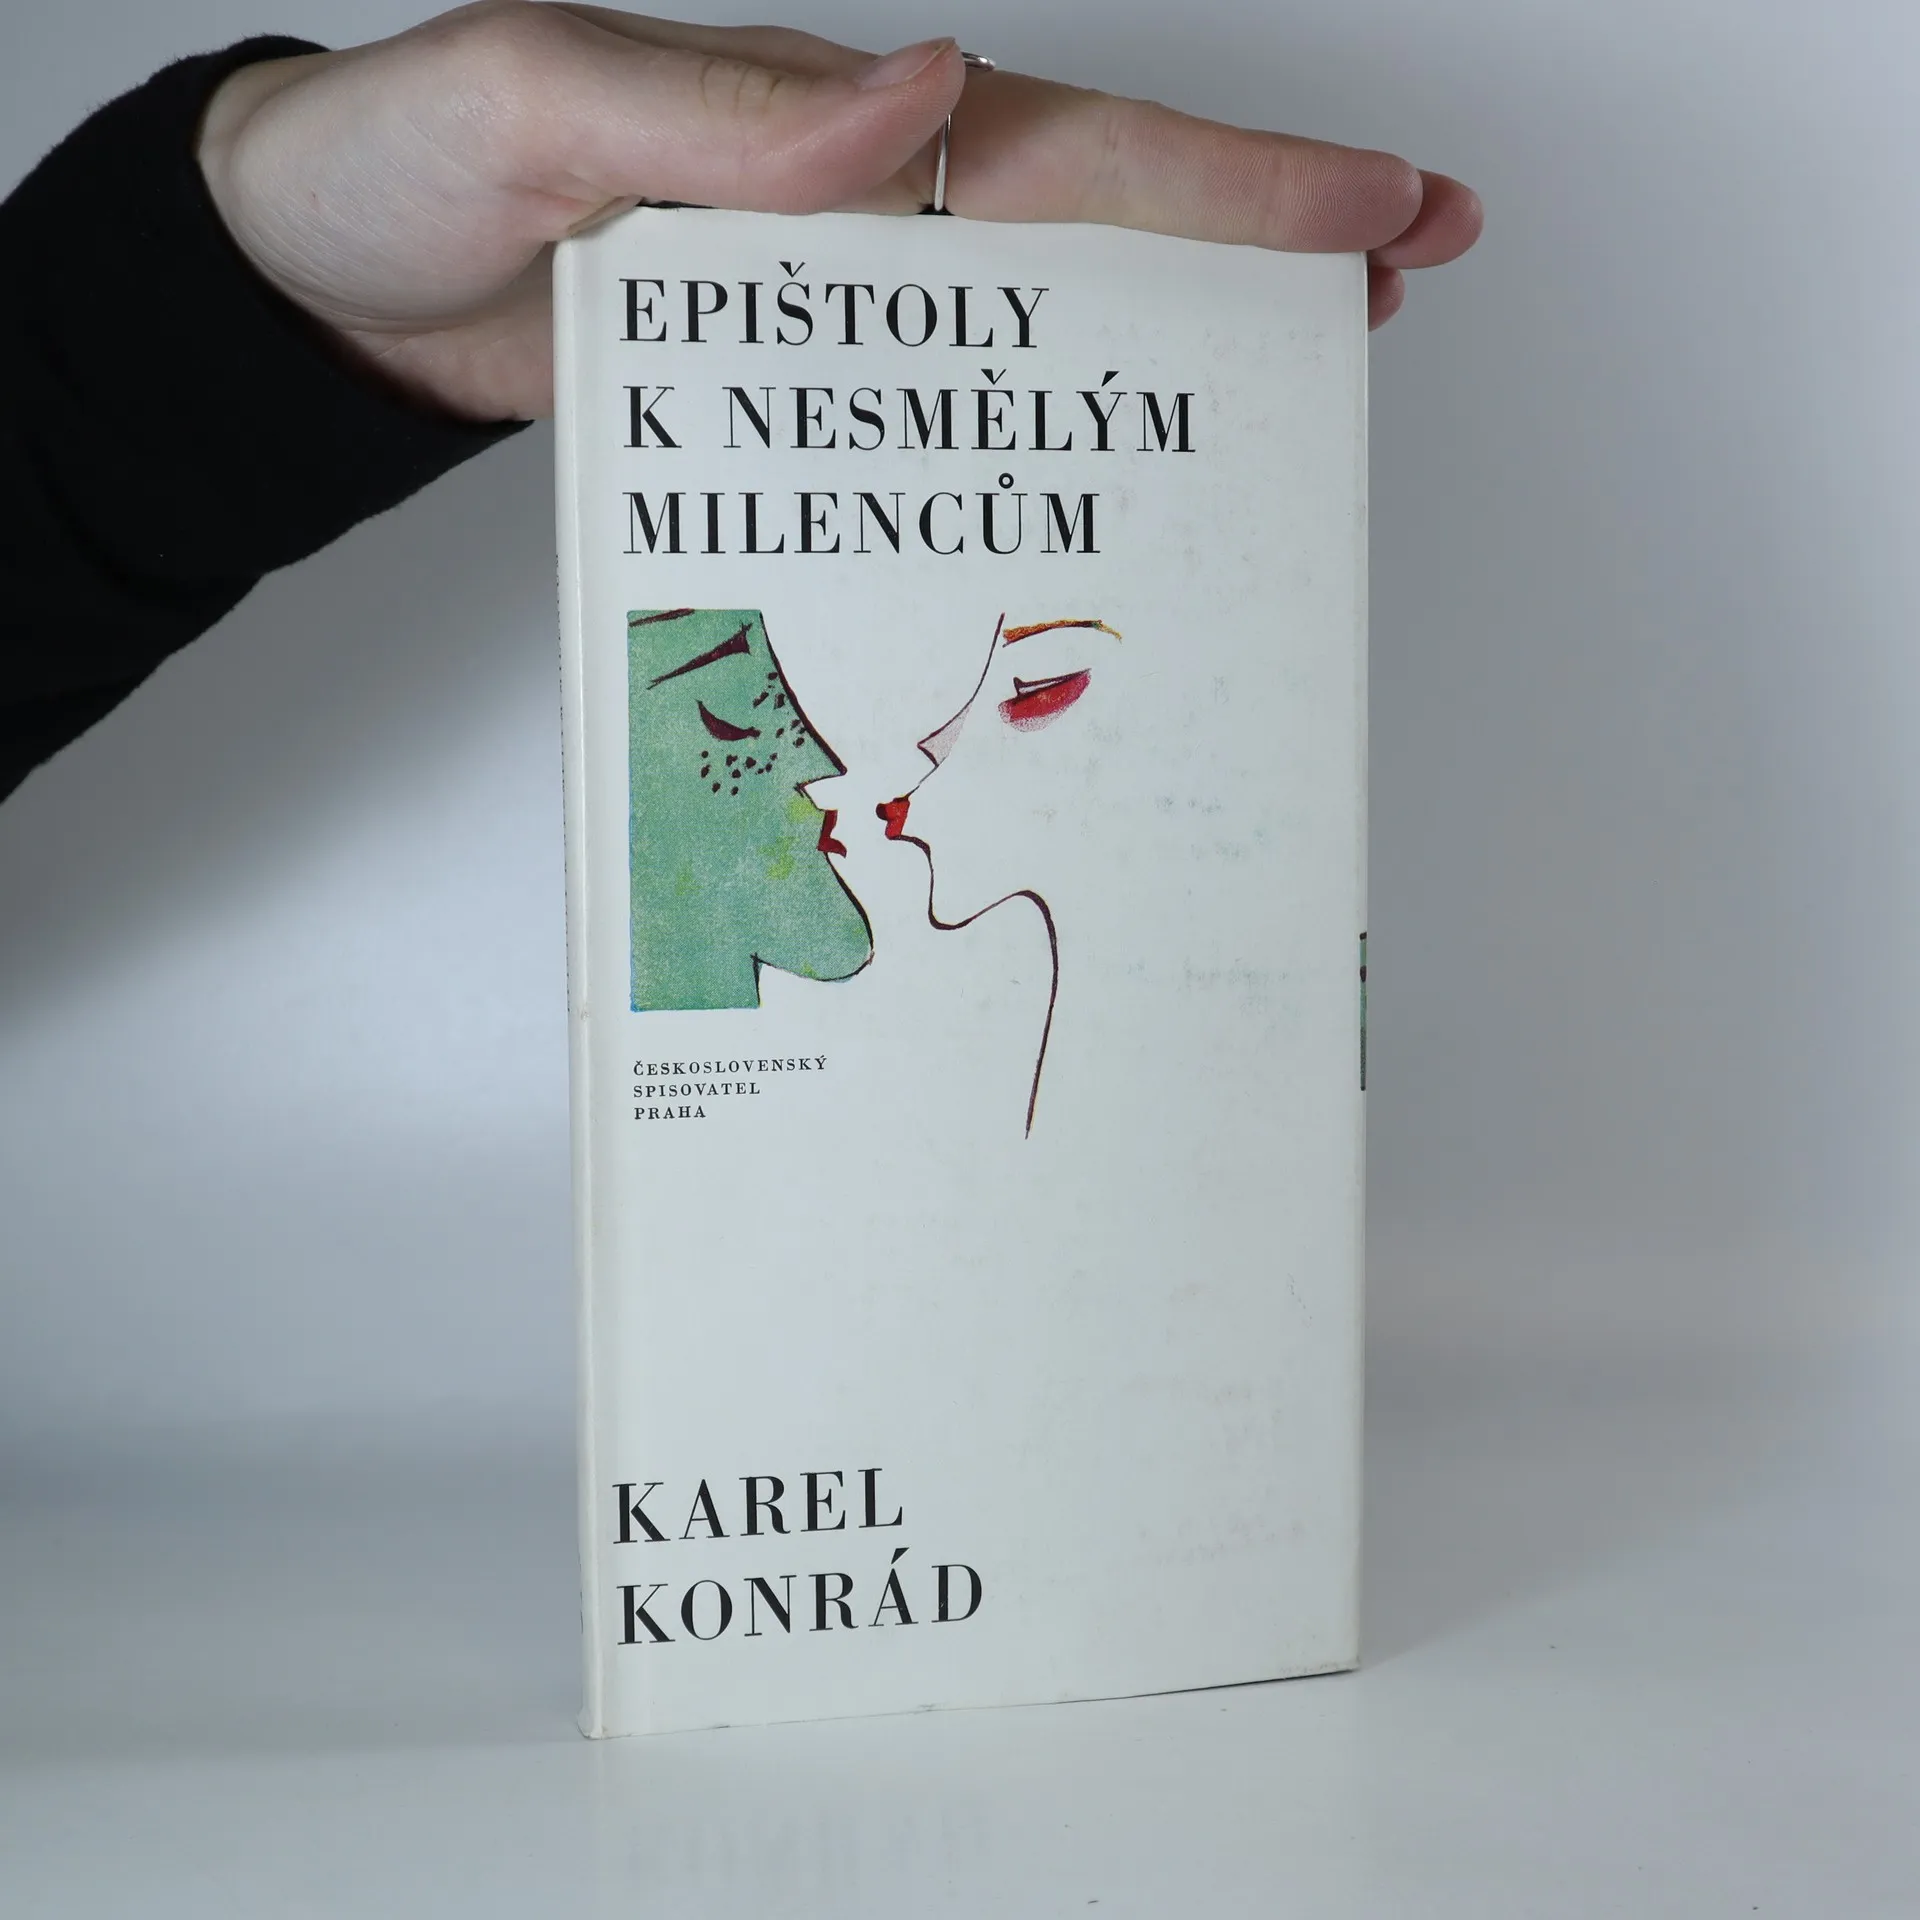 EPIŠTOLY
K NESMĚLÝM
MILENCŮM
ČESKOSLOVENSKÝ
SPISOVATEL
PRAHA
KAREL
KONRÁD